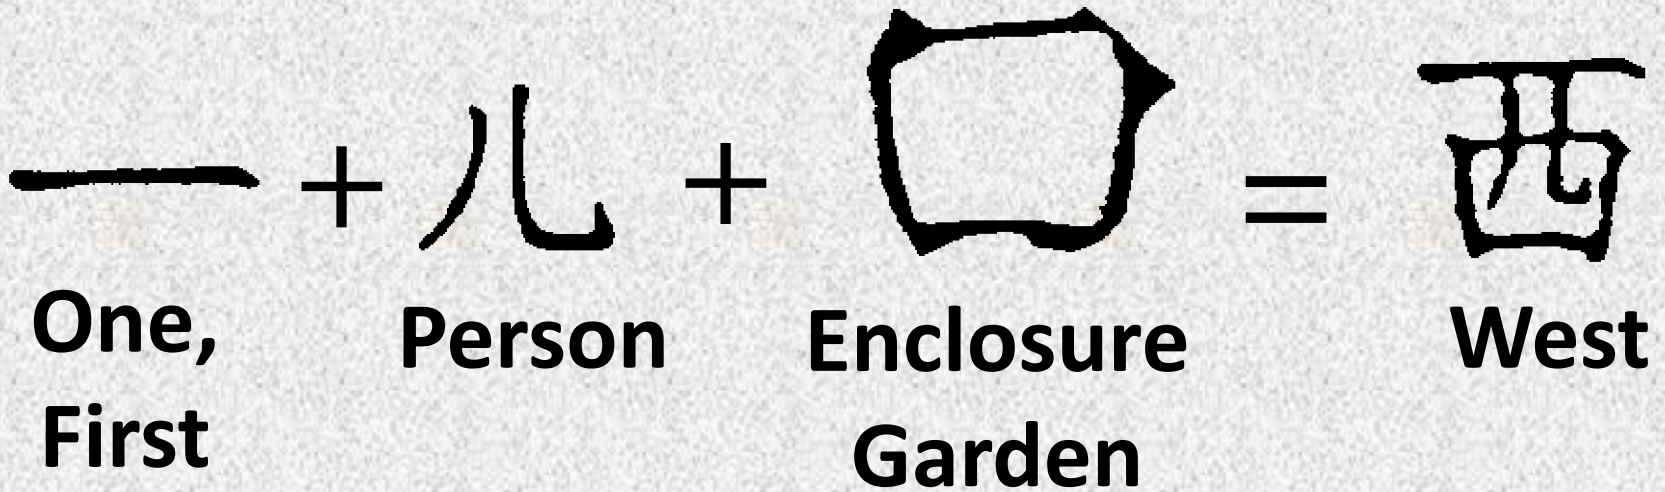 一 + 儿 + 口 = 西
One, First
Person
Enclosure Garden
West